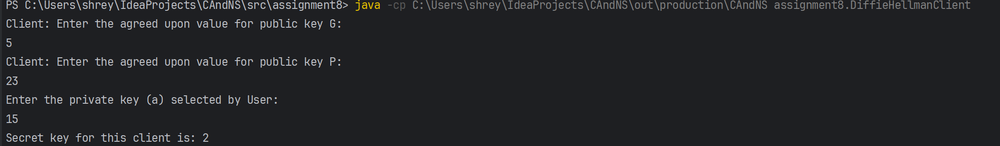 PS C:\Users\shrey\IdeaProjects\CAndNS\src\assignment8> java -cp C:\Users\shrey\IdeaProjects\CAndNS\out\production\CAndNS assignment8.DiffieHellmanClient
Client: Enter the agreed upon value for public key G:
5
Client: Enter the agreed upon value for public key P:
23
Enter the private key (a) selected by User:
15
Secret key for this client is: 2